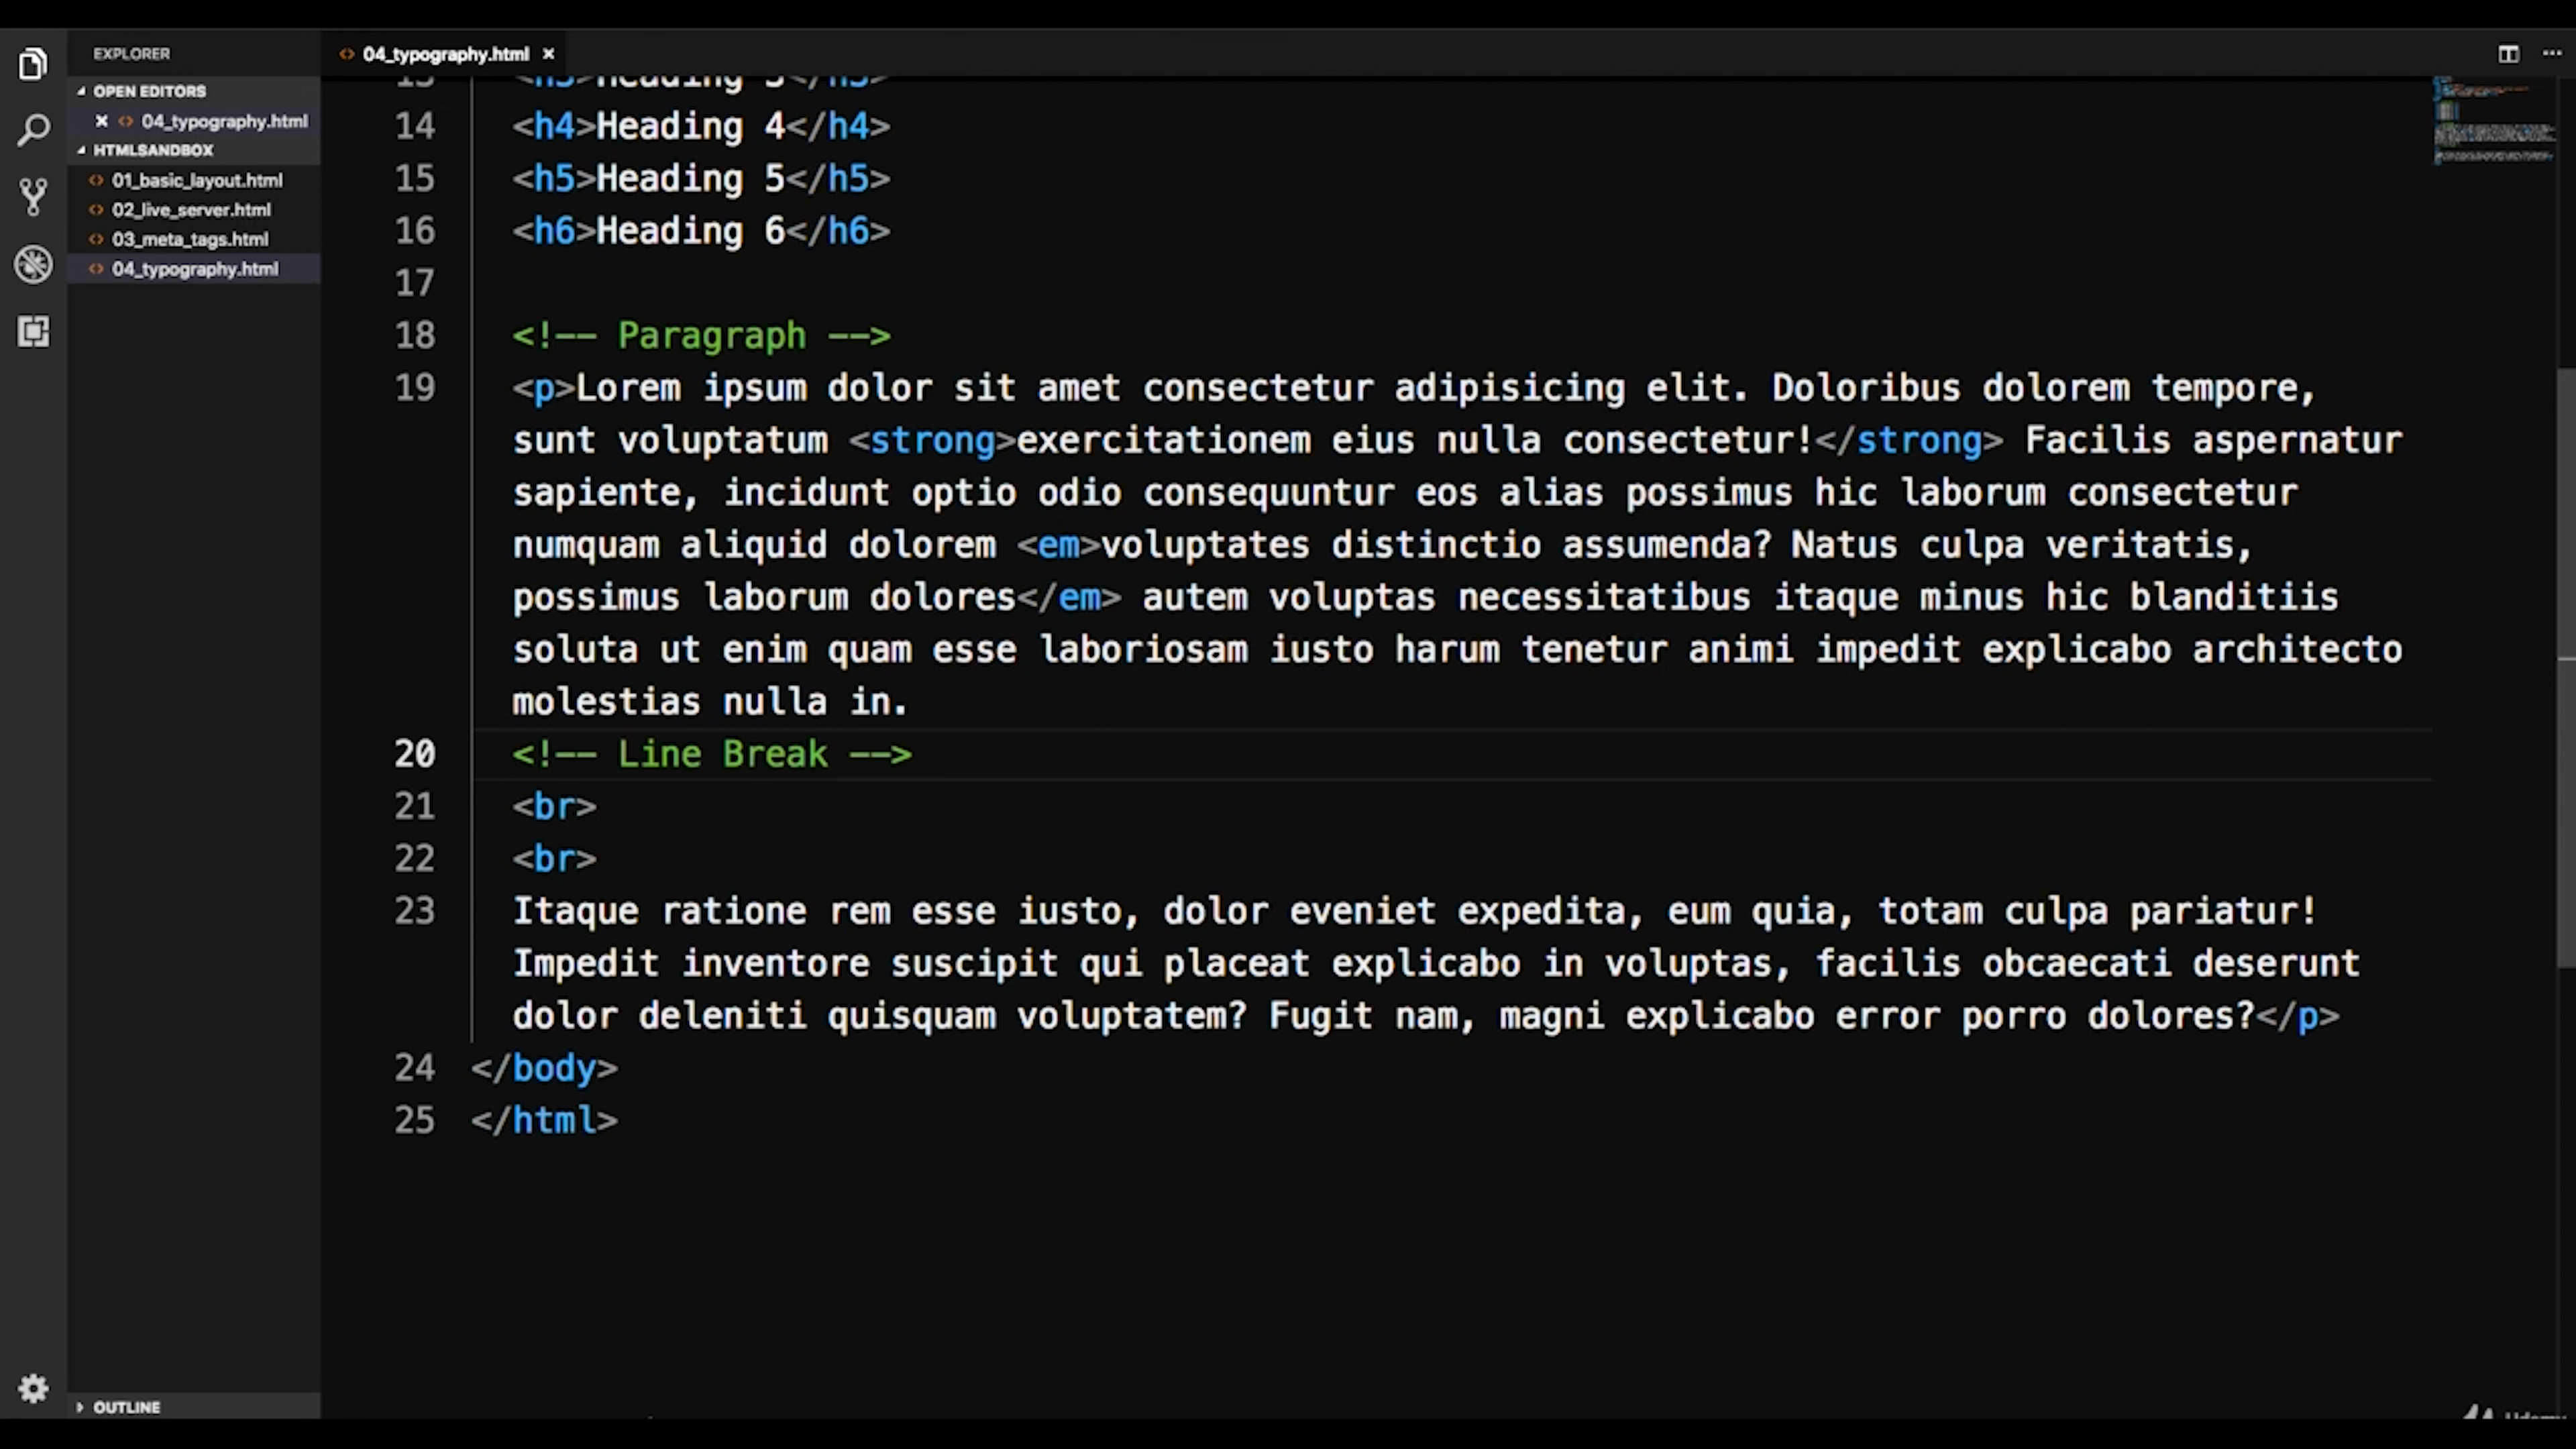 EXPLORER
OPEN EDITORS
04_typography.html
HTMLSANDBOX
01_basic_layout.html
02_live_server.html
03_meta_tags.html
04_typography.html
OUTLINE
04_typography.html
14 <h4>Heading 4</h4>
15 <h5>Heading 5</h5>
16 <h6>Heading 6</h6>
17
18 <!-- Paragraph -->
19 <p>Lorem ipsum dolor sit amet consectetur adipisicing elit. Doloribus dolorem tempore,
sunt voluptatum <strong>exercitationem eius nulla consectetur!</strong> Facilis aspernatur
sapiente, incidunt optio odio consequuntur eos alias possimus hic laborum consectetur
numquam aliquid dolorem <em>voluptates distinctio assumenda? Natus culpa veritatis,
possimus laborum dolores</em> autem voluptas necessitatibus itaque minus hic blanditiis
soluta ut enim quam esse laboriosam iusto harum tenetur animi impedit explicabo architecto
molestias nulla in.
20 <!-- Line Break -->
21 <br>
22 <br>
23 Itaque ratione rem esse iusto, dolor eveniet expedita, eum quia, totam culpa pariatur!
Impedit inventore suscipit qui placeat explicabo in voluptas, facilis obcaecati deserunt
dolor deleniti quisquam voluptatem? Fugit nam, magni explicabo error porro dolores?</p>
24 </body>
25 </html>